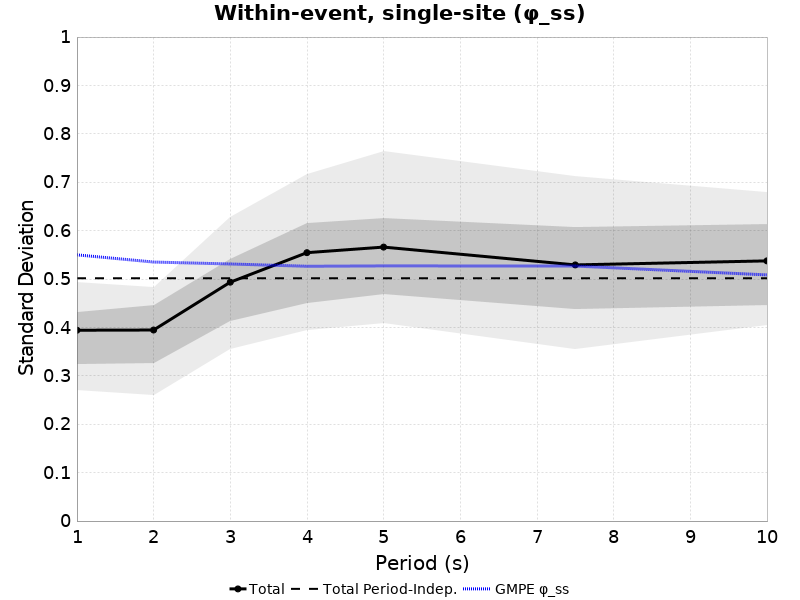 Within-event, single-site (φ_ss)
1
0.9
0.8
0.7
0.6
0.5
0.4
0.3
0.2
0.1
0
Standard Deviation
1 2 3 4 5 6 7 8 9 10
Period (s)
Total Total Period-Indep. GMPE φ_ss